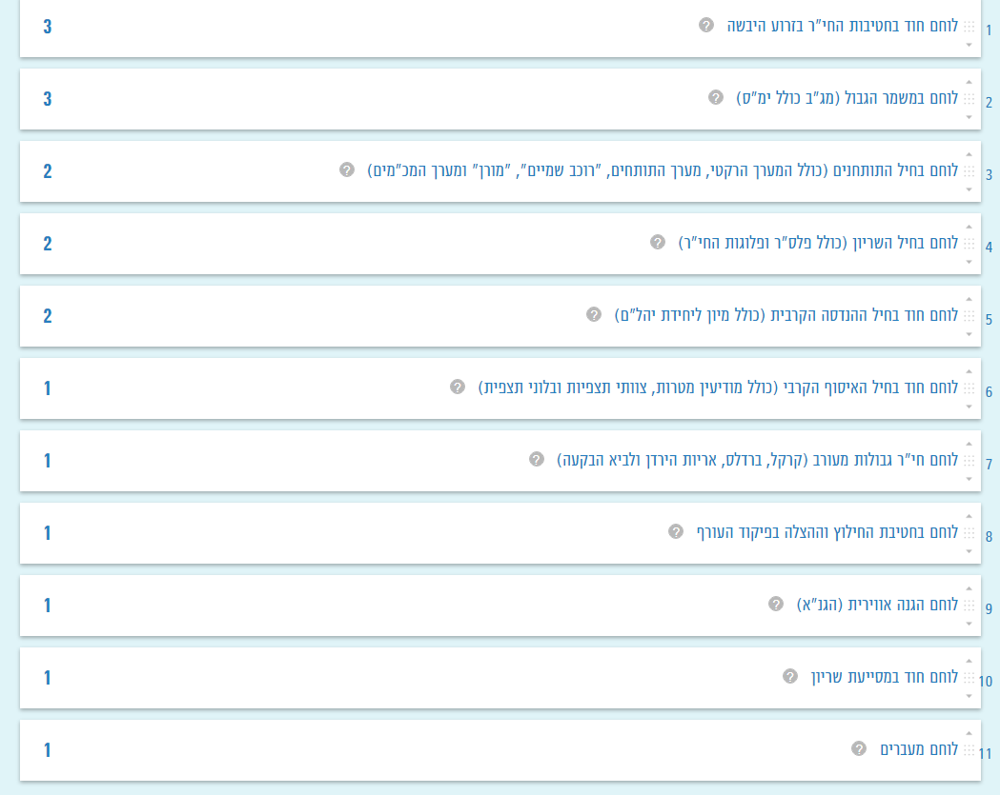 1 לוחם חוד בחטיבות החי"ר בזרוע היבשה ? 3
2 לוחם במשמר הגבול (מג"ב כולל ימ"ס) ? 3
3 לוחם בחיל התותחנים (כולל המערך הרקטי, מערך התותחים, "רוכב שמיים", "מורן" ומערך המכ"מים) ? 2
4 לוחם בחיל השריון (כולל פלס"ר ופלוגות החי"ר) ? 2
5 לוחם חוד בחיל ההנדסה הקרבית (כולל מיון ליחידת יהל"ם) ? 2
6 לוחם חוד בחיל האיסוף הקרבי (כולל מודיעין מטרות, צוותי תצפיות ובלוני תצפית) ? 1
7 לוחם חי"ר גבולות מעורב (קרקל, ברדלס, אריות הירדן ולביא הבקעה) ? 1
8 לוחם בחטיבת החילוץ וההצלה בפיקוד העורף ? 1
9 לוחם הגנה אווירית (הגנ"א) ? 1
10 לוחם חוד במסייעת שריון ? 1
11 לוחם מעברים ? 1